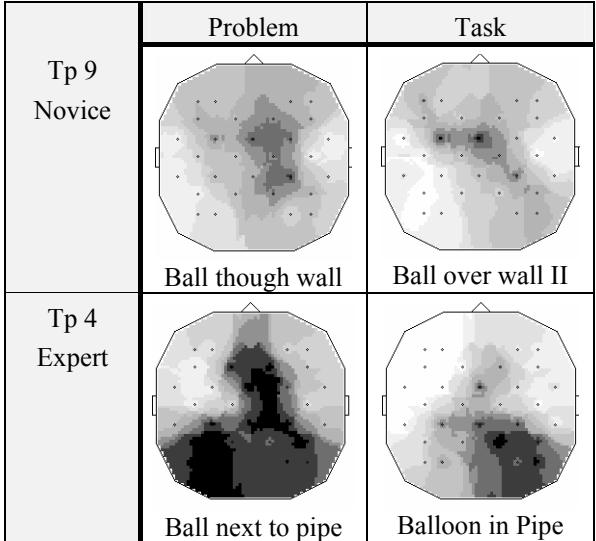 Problem Task
Tp 9
Novice
Ball though wall Ball over wall II
Tp 4
Expert
Ball next to pipe Balloon in Pipe